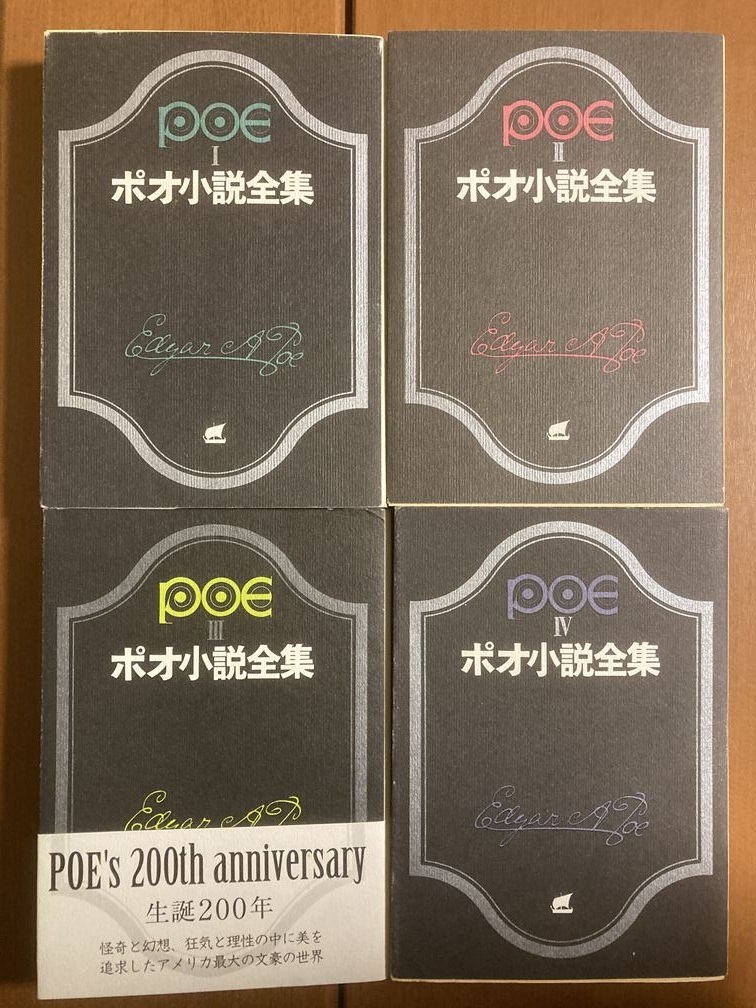 POE
I
ポオ小説全集
Edgar A Poe
POE
II
ポオ小説全集
Edgar A Poe
POE
III
ポオ小説全集
Edgar A P
POE's 200th anniversary
生誕200年
怪奇と幻想、狂気と理性の中に美を
追求したアメリカ最大の文豪の世界
POE
IV
ポオ小説全集
Edgar A Poe